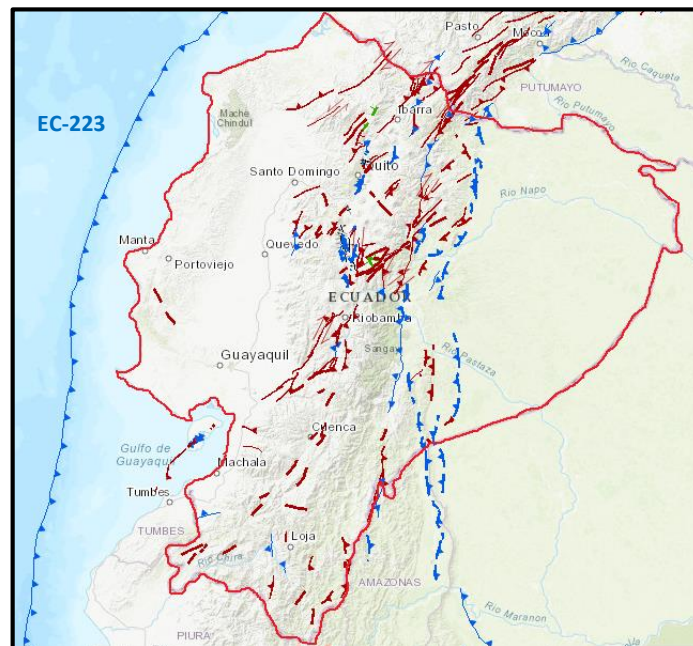 Pasto
Mocoa
Rio Caqueta
PUTUMAYO
Rio Putumayo
EC-223
Mache
Chindul
Ibarra
Quito
Santo Domingo
Rio Napo
Manta
Portoviejo
Quevedo
ECUADOR
Riobamba
Sangay
Guayaquil
Rio Pastaza
Cuenca
Gulfo de
Guayaquil
Machala
Tumbes
TUMBES
Loja
Rio Chira
AMAZONAS
Rio Maranon
PIURA